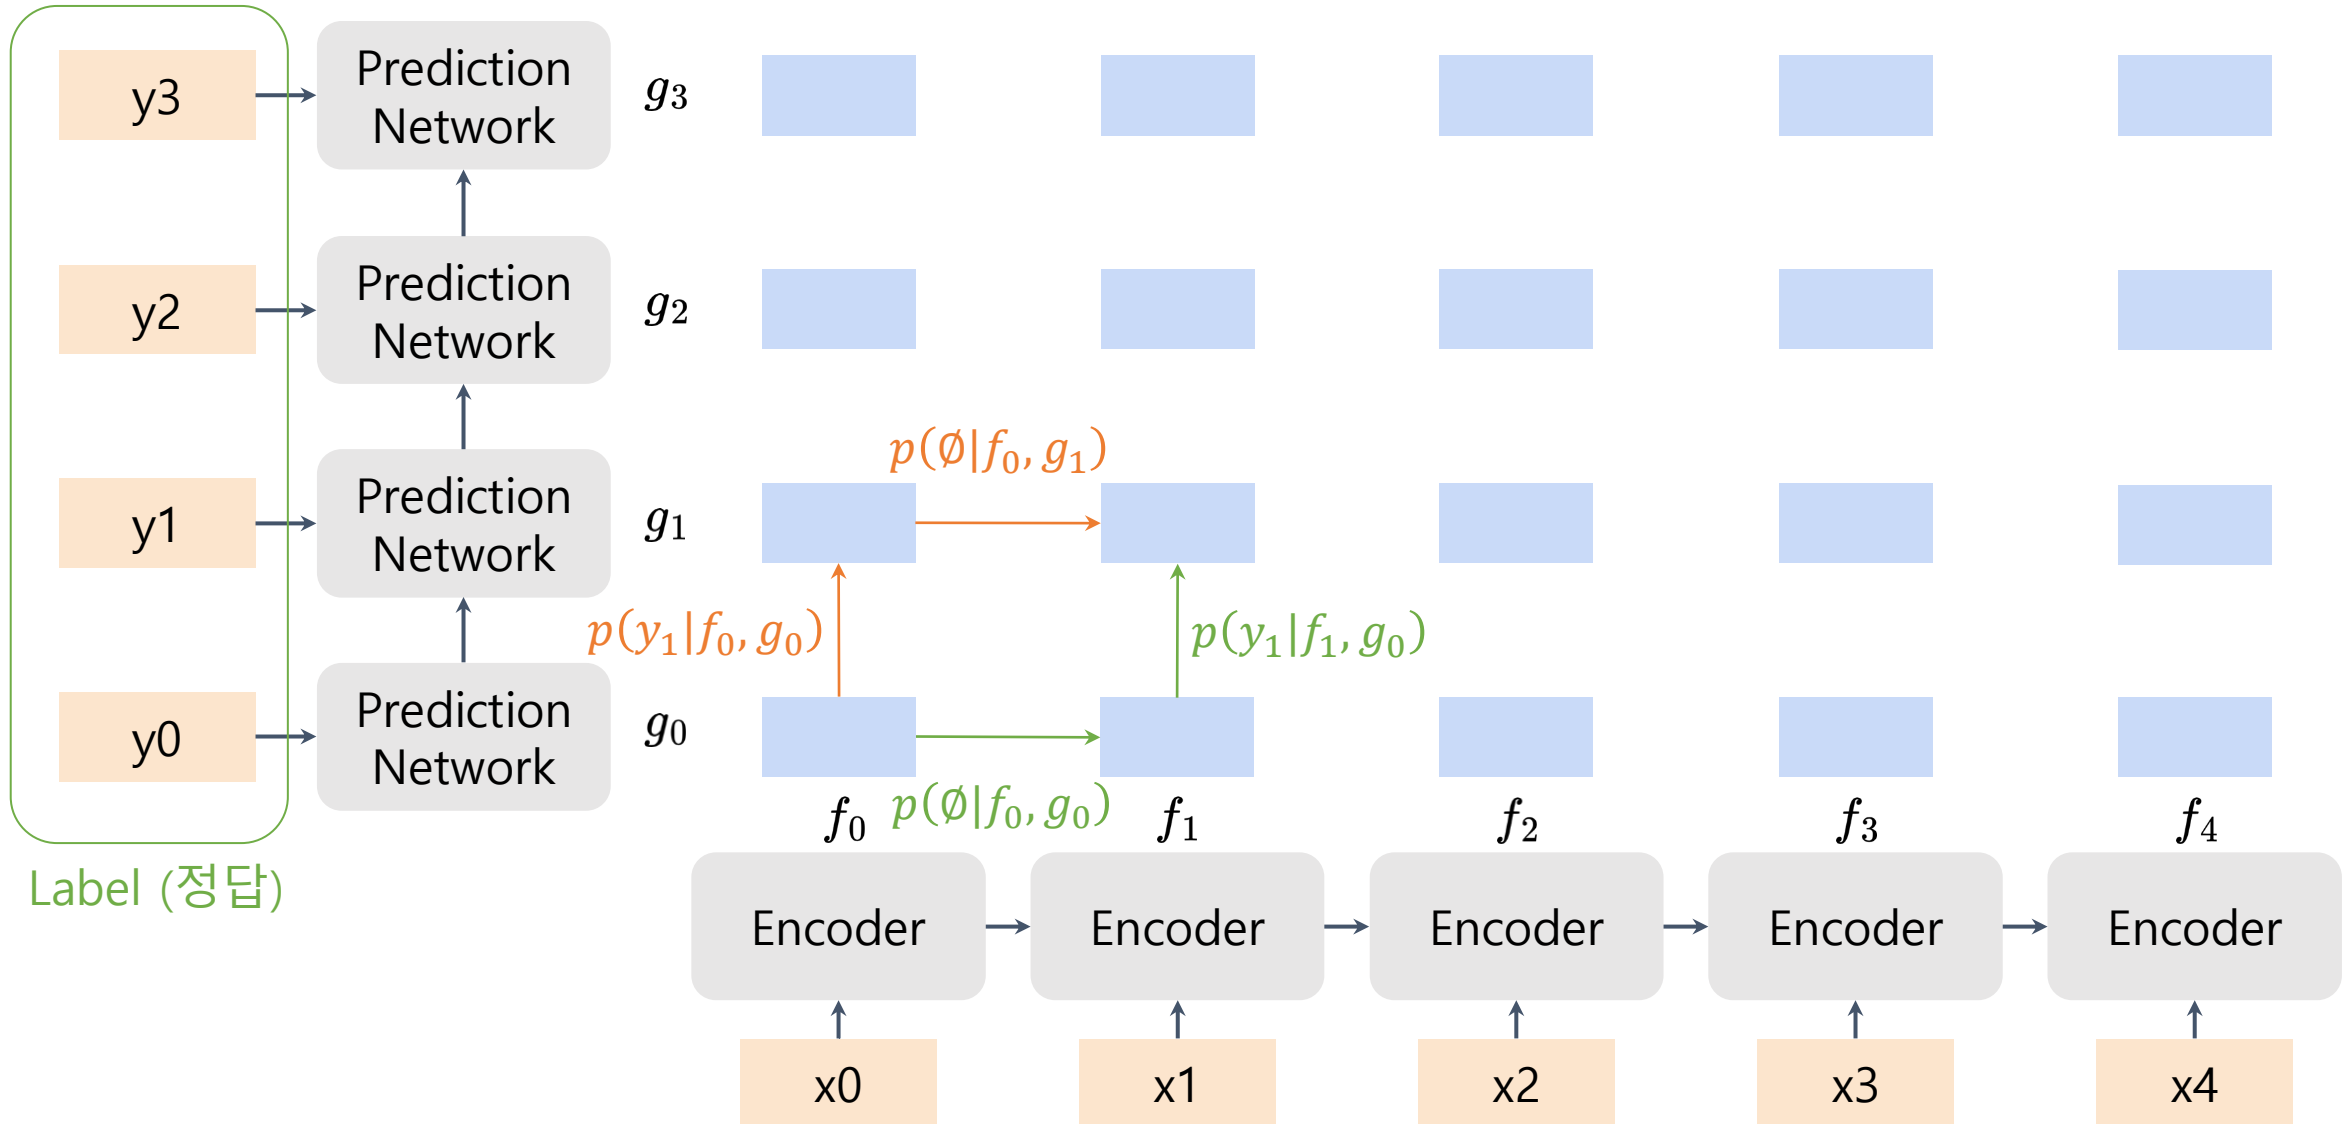 y3
Prediction
Network
g₃
y2
Prediction
Network
g₂
p(∅|f₀, g₁)
y1
Prediction
Network
g₁
p(y₁|f₀, g₀)
p(y₁|f₁, g₀)
y0
Prediction
Network
g₀
p(∅|f₀, g₀)
f₀
f₁
f₂
f₃
f₄
Label (정답)
Encoder
Encoder
Encoder
Encoder
Encoder
x0
x1
x2
x3
x4